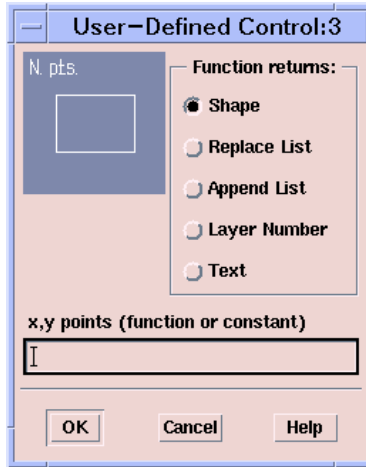 User-Defined Control:3
N. pts.
Function returns:
Shape
Replace List
Append List
Layer Number
Text
x,y points (function or constant)
OK
Cancel
Help